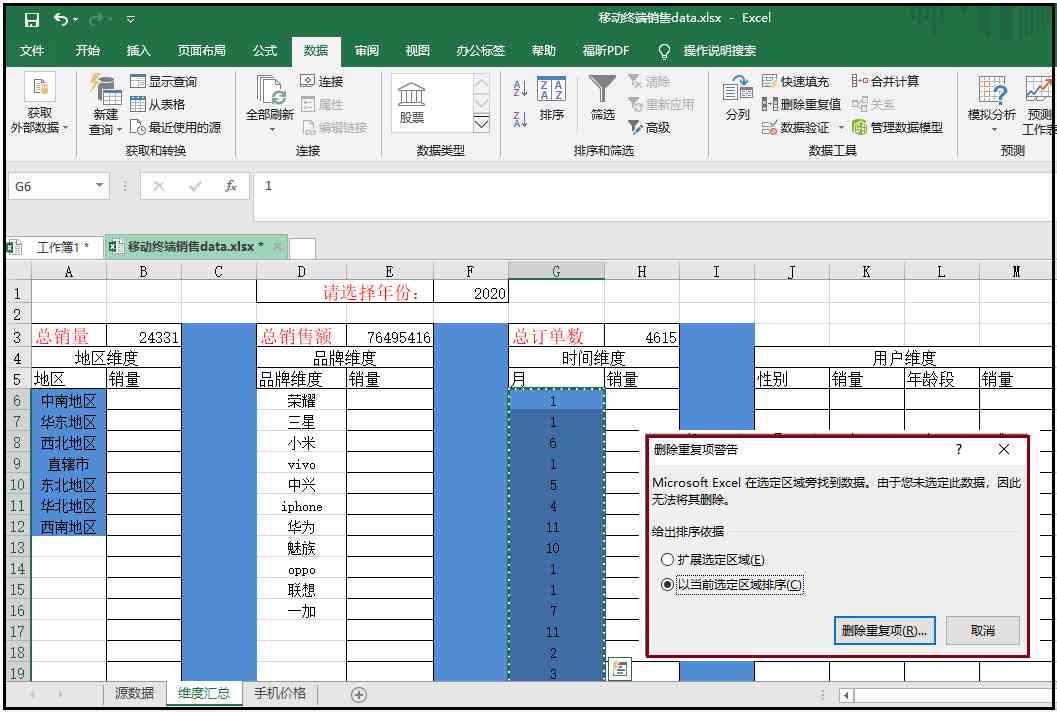 移动终端销售data.xlsx - Excel
文件 开始 插入 页面布局 公式 数据 审阅 视图 办公标签 帮助 福昕PDF 操作说明搜索
获取
外部数据
新建
查询
显示查询
从表格
最近使用的源
获取和转换
全部刷新
连接
属性
编辑链接
连接
股票
数据类型
排序
筛选
清除
重新应用
高级
排序和筛选
分列
快速填充
删除重复值
数据验证
合并计算
关系
管理数据模型
数据工具
模拟分析
预测
工作表
预测
G6 fx 1
工作簿1 * 移动终端销售data.xlsx *
A B C D E F G H I J K L M
1 请选择年份： 2020
2
3 总销量 24331 总销售额 76495416 总订单数 4615
4 地区维度 品牌维度 时间维度 用户维度
5 地区 销量 品牌维度 销量 月 销量 性别 销量 年龄段 销量
6 中南地区 荣耀 1
7 华东地区 三星 1
8 西北地区 小米 6
9 直辖市 vivo 1
10 东北地区 中兴 5
11 华北地区 iphone 4
12 西南地区 华为 11
13 魅族 10
14 oppo 1
15 联想 1
16 一加 7
17 11
18 2
19 3
删除重复项警告 ?
Microsoft Excel 在选定区域旁找到数据。由于您未选定此数据，因此
无法将其删除。
给出排序依据
扩展选定区域(E)
以当前选定区域排序(C)
删除重复项(R)... 取消
源数据 维度汇总 手机价格